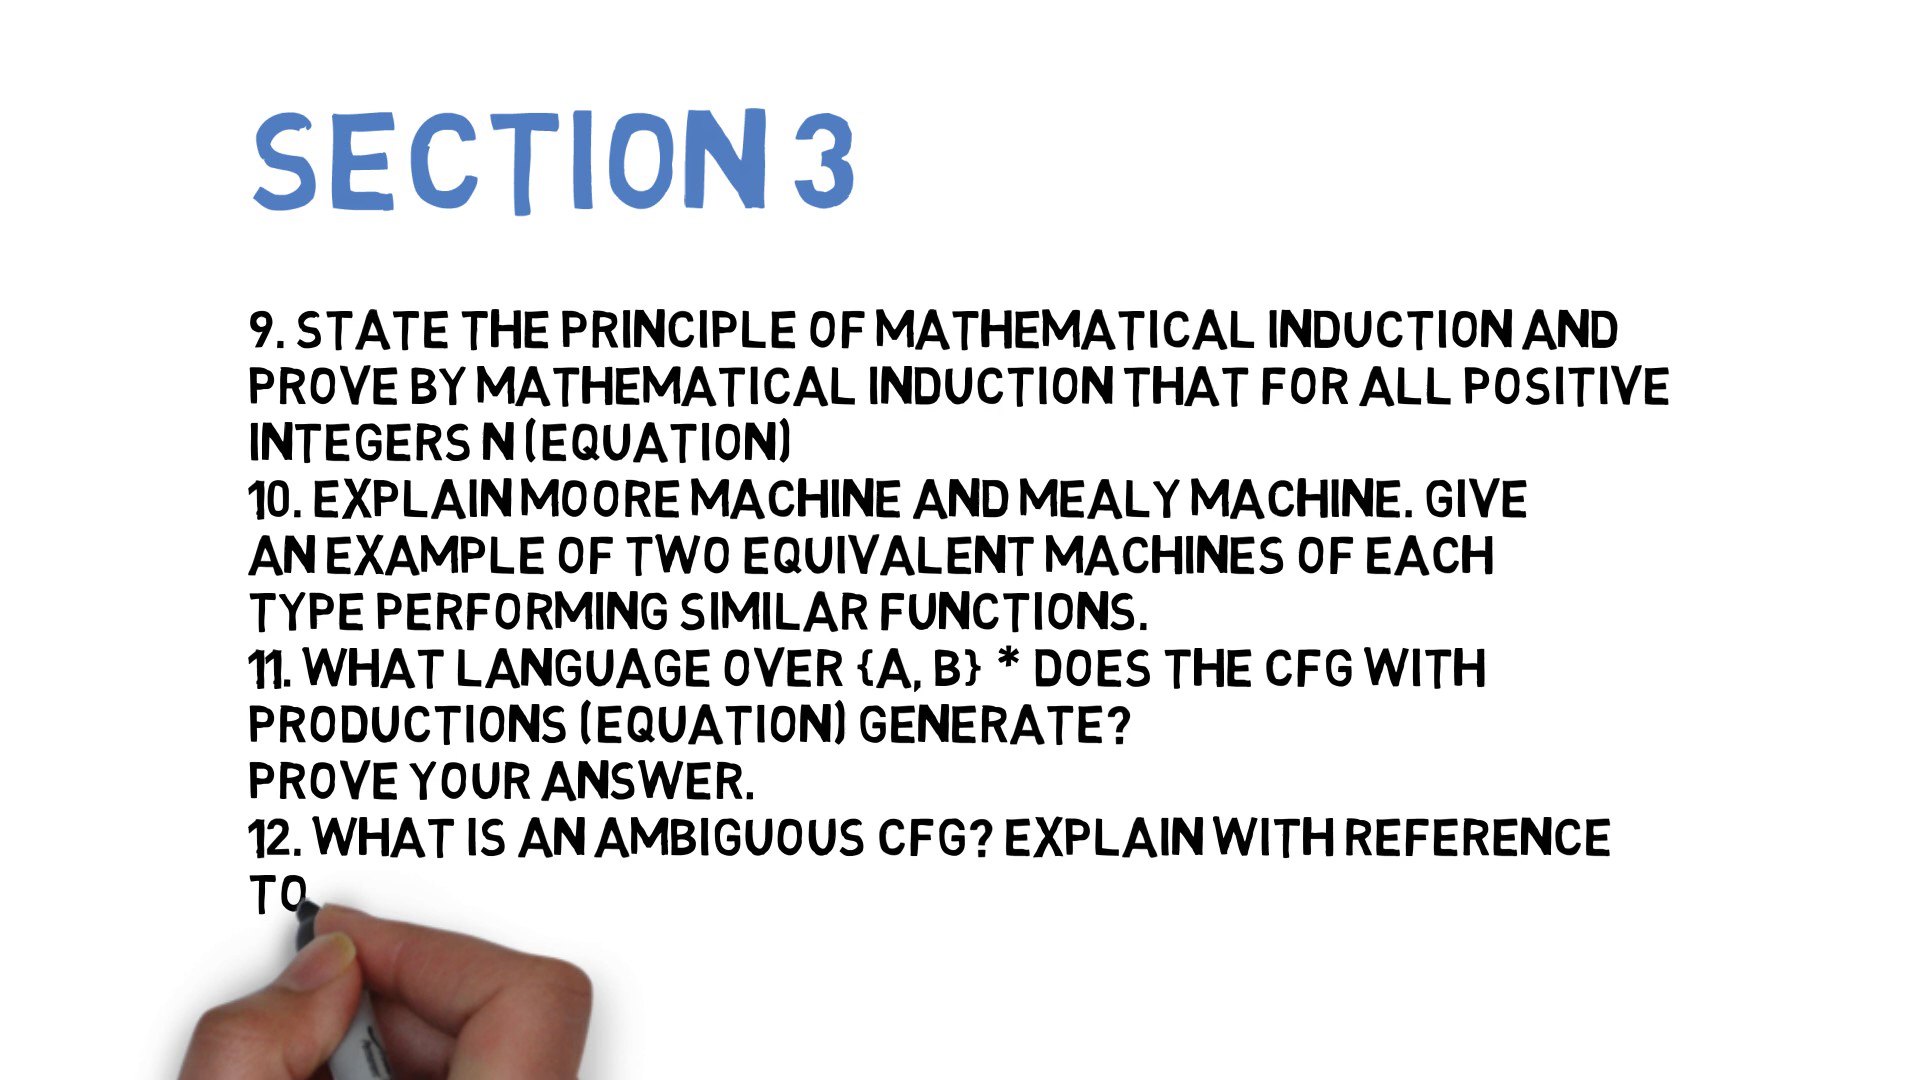 SECTION 3
9. STATE THE PRINCIPLE OF MATHEMATICAL INDUCTION AND
PROVE BY MATHEMATICAL INDUCTION THAT FOR ALL POSITIVE
INTEGERS N (EQUATION)
10. EXPLAIN MOORE MACHINE AND MEALY MACHINE. GIVE
AN EXAMPLE OF TWO EQUIVALENT MACHINES OF EACH
TYPE PERFORMING SIMILAR FUNCTIONS.
11. WHAT LANGUAGE OVER {A, B} * DOES THE CFG WITH
PRODUCTIONS (EQUATION) GENERATE?
PROVE YOUR ANSWER.
12. WHAT IS AN AMBIGUOUS CFG? EXPLAIN WITH REFERENCE
TO